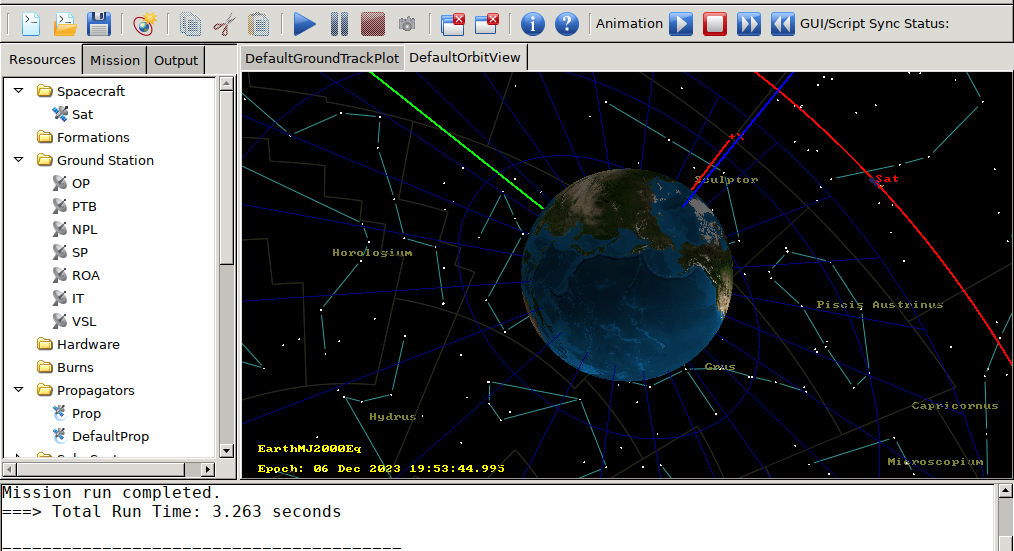 Animation GUI/Script Sync Status:
Resources Mission Output
DefaultGroundTrackPlot DefaultOrbitView
Spacecraft
Sat
Formations
Ground Station
OP
PTB
NPL
SP
ROA
IT
VSL
Hardware
Burns
Propagators
Prop
DefaultProp
Sculptor
Sat
Horologium
Piscis Austrinus
Grus
Capricornus
Hydrus
Microscopium
EarthMJ2000Eq
Epoch: 06 Dec 2023 19:53:44.995
Mission run completed.
===> Total Run Time: 3.263 seconds
========================================